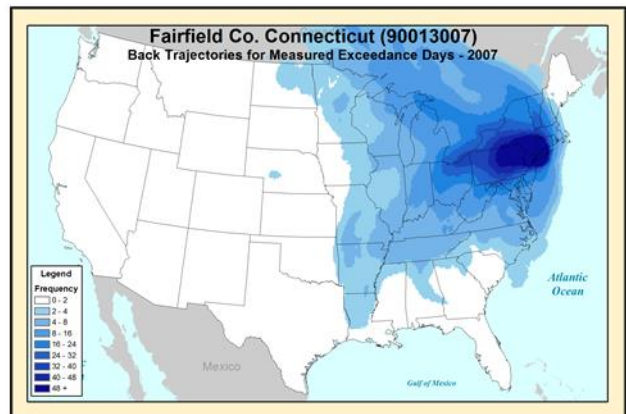 Fairfield Co. Connecticut (90013007)
Back Trajectories for Measured Exceedance Days - 2007
Legend
Frequency
0 - 2
2 - 4
4 - 8
8 - 16
16 - 24
24 - 32
32 - 40
40 - 48
48 +
Atlantic
Ocean
Mexico
Gulf of Mexico